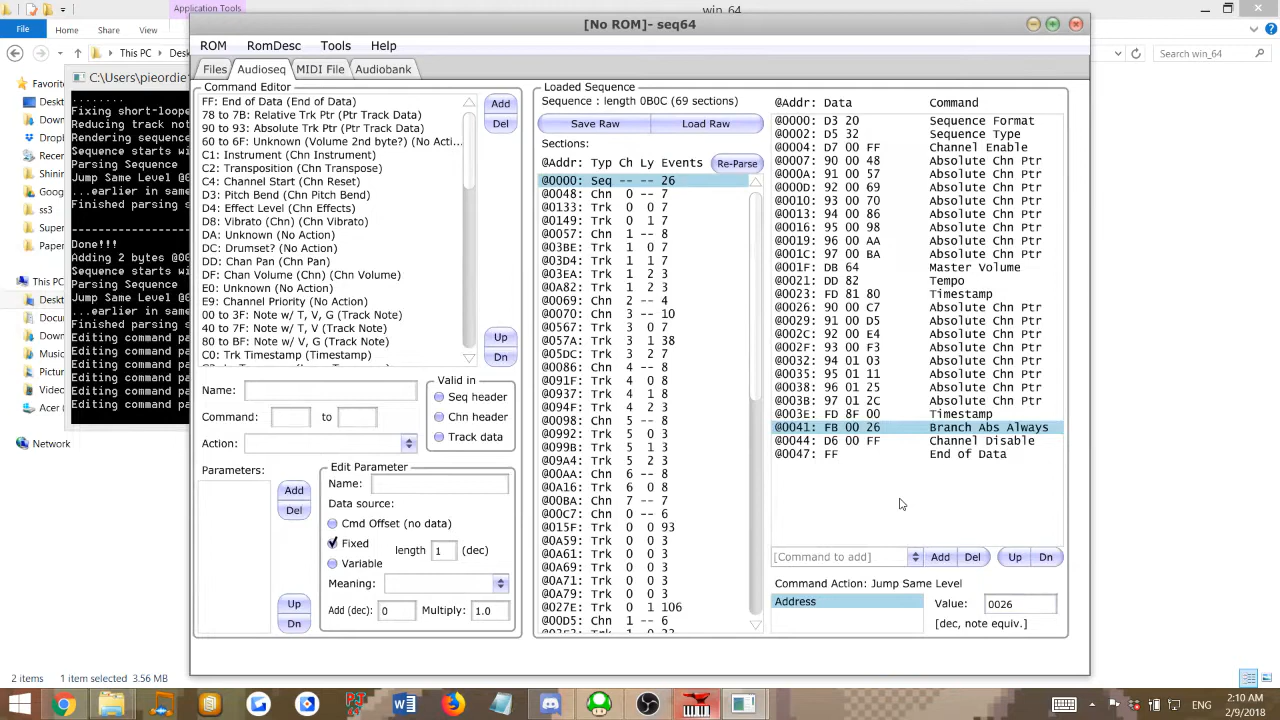 Application Tools
win_64
[No ROM]- seq64
File
Home
Share
View
This PC
Desk
Search win_64
ROM
RomDesc
Tools
Help
Files
Audioseq
MIDI File
Audiobank
C:\Users\pieordie
Favorit
Deskt
Down
Dropb
Recen
Shinin
Goog
ss3
Super
Paper
This PC
Deskt
Docum
Down
Music
Pictur
Video
Acer (
Network
........
Fixing short-loope
Reducing track not
Rendering sequence
Sequence starts wi
Parsing Sequence
Jump Same Level @0
...earlier in same
Finished parsing s
Done!!!
Adding 2 bytes @00
Sequence starts wi
Parsing Sequence
Jump Same Level @0
...earlier in same
Finished parsing s
Editing command pa
Editing command pa
Editing command pa
Editing command pa
Command Editor
FF: End of Data (End of Data)
78 to 7B: Relative Trk Ptr (Ptr Track Data)
90 to 93: Absolute Trk Ptr (Ptr Track Data)
60 to 6F: Unknown (Volume 2nd byte?) (No Acti...
C1: Instrument (Chn Instrument)
C2: Transposition (Chn Transpose)
C4: Channel Start (Chn Reset)
D3: Pitch Bend (Chn Pitch Bend)
D4: Effect Level (Chn Effects)
D8: Vibrato (Chn) (Chn Vibrato)
DA: Unknown (No Action)
DC: Drumset? (No Action)
DD: Chan Pan (Chn Pan)
DF: Chan Volume (Chn) (Chn Volume)
E0: Unknown (No Action)
E9: Channel Priority (No Action)
00 to 3F: Note w/ T, V, G (Track Note)
40 to 7F: Note w/ T, V (Track Note)
80 to BF: Note w/ V, G (Track Note)
C0: Trk Timestamp (Timestamp)
Add
Del
Up
Dn
Name:
Command:
to
Action:
Valid in
Seq header
Chn header
Track data
Parameters:
Add
Del
Up
Dn
Edit Parameter
Name:
Data source:
Cmd Offset (no data)
Fixed
length 1 (dec)
Variable
Meaning:
Add (dec): 0
Multiply: 1.0
Loaded Sequence
Sequence : length 0B0C (69 sections)
Save Raw
Load Raw
Sections:
@Addr: Typ Ch Ly Events
Re-Parse
@0000: Seq -- -- 26
@0048: Chn 0 -- 7
@0133: Trk 0 0 7
@0149: Trk 0 1 7
@0057: Chn 1 -- 8
@03BE: Trk 1 0 7
@03D4: Trk 1 1 7
@03EA: Trk 1 2 3
@0A82: Trk 1 2 3
@0069: Chn 2 -- 4
@0070: Chn 3 -- 10
@0567: Trk 3 0 7
@057A: Trk 3 1 38
@05DC: Trk 3 2 7
@0086: Chn 4 -- 8
@091F: Trk 4 0 8
@0937: Trk 4 1 8
@094F: Trk 4 2 3
@0098: Chn 5 -- 8
@0992: Trk 5 0 3
@099B: Trk 5 1 3
@09A4: Trk 5 2 3
@00AA: Chn 6 -- 8
@0A16: Trk 6 0 8
@00BA: Chn 7 -- 7
@00C7: Chn 0 -- 6
@015F: Trk 0 0 93
@0A59: Trk 0 0 3
@0A61: Trk 0 0 3
@0A69: Trk 0 0 3
@0A71: Trk 0 0 3
@0A79: Trk 0 0 3
@027E: Trk 0 1 106
@00D5: Chn 1 -- 6
@Addr: Data Command
@0000: D3 20 Sequence Format
@0002: D5 32 Sequence Type
@0004: D7 00 FF Channel Enable
@0007: 90 00 48 Absolute Chn Ptr
@000A: 91 00 57 Absolute Chn Ptr
@000D: 92 00 69 Absolute Chn Ptr
@0010: 93 00 70 Absolute Chn Ptr
@0013: 94 00 86 Absolute Chn Ptr
@0016: 95 00 98 Absolute Chn Ptr
@0019: 96 00 AA Absolute Chn Ptr
@001C: 97 00 BA Absolute Chn Ptr
@001F: DB 64 Master Volume
@0021: DD 82 Tempo
@0023: FD 81 80 Timestamp
@0026: 90 00 C7 Absolute Chn Ptr
@0029: 91 00 D5 Absolute Chn Ptr
@002C: 92 00 E4 Absolute Chn Ptr
@002F: 93 00 F3 Absolute Chn Ptr
@0032: 94 01 03 Absolute Chn Ptr
@0035: 95 01 11 Absolute Chn Ptr
@0038: 96 01 25 Absolute Chn Ptr
@003B: 97 01 2C Absolute Chn Ptr
@003E: FD 8F 00 Timestamp
@0041: FB 00 26 Branch Abs Always
@0044: D6 00 FF Channel Disable
@0047: FF End of Data
[Command to add]
Add
Del
Up
Dn
Command Action: Jump Same Level
Address
Value: 0026
[dec, note equiv.]
2 items
1 item selected 3.56 MB
ENG
2:10 AM
2/9/2018